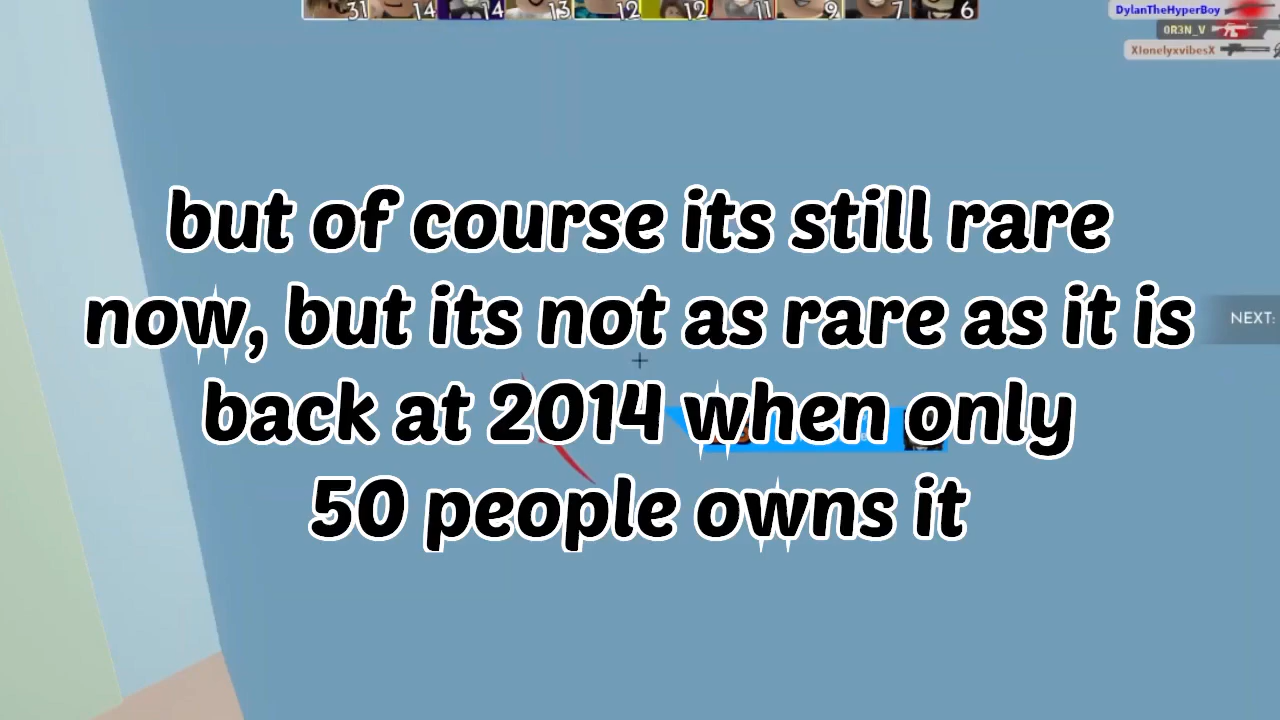 31 14 14 13 12 12 11 9 7 6
DylanTheHyperBoy
0R3N_V
XlonelyxvibesX
but of course its still rare
now, but its not as rare as it is
NEXT:
back at 2014 when only
50 people owns it